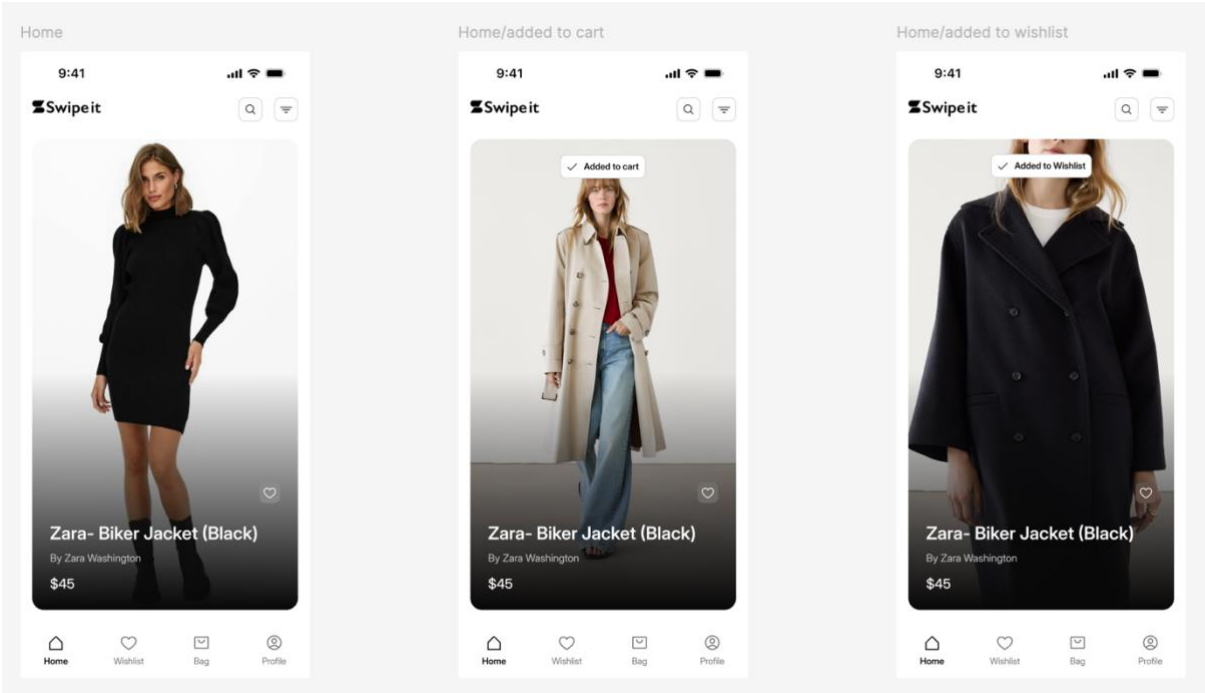 Home
9:41
Swipeit
Zara- Biker Jacket (Black)
By Zara Washington
$45
Home
Wishlist
Bag
Profile
Home/added to cart
9:41
Swipeit
Added to cart
Zara- Biker Jacket (Black)
By Zara Washington
$45
Home
Wishlist
Bag
Profile
Home/added to wishlist
9:41
Swipeit
Added to Wishlist
Zara- Biker Jacket (Black)
By Zara Washington
$45
Home
Wishlist
Bag
Profile